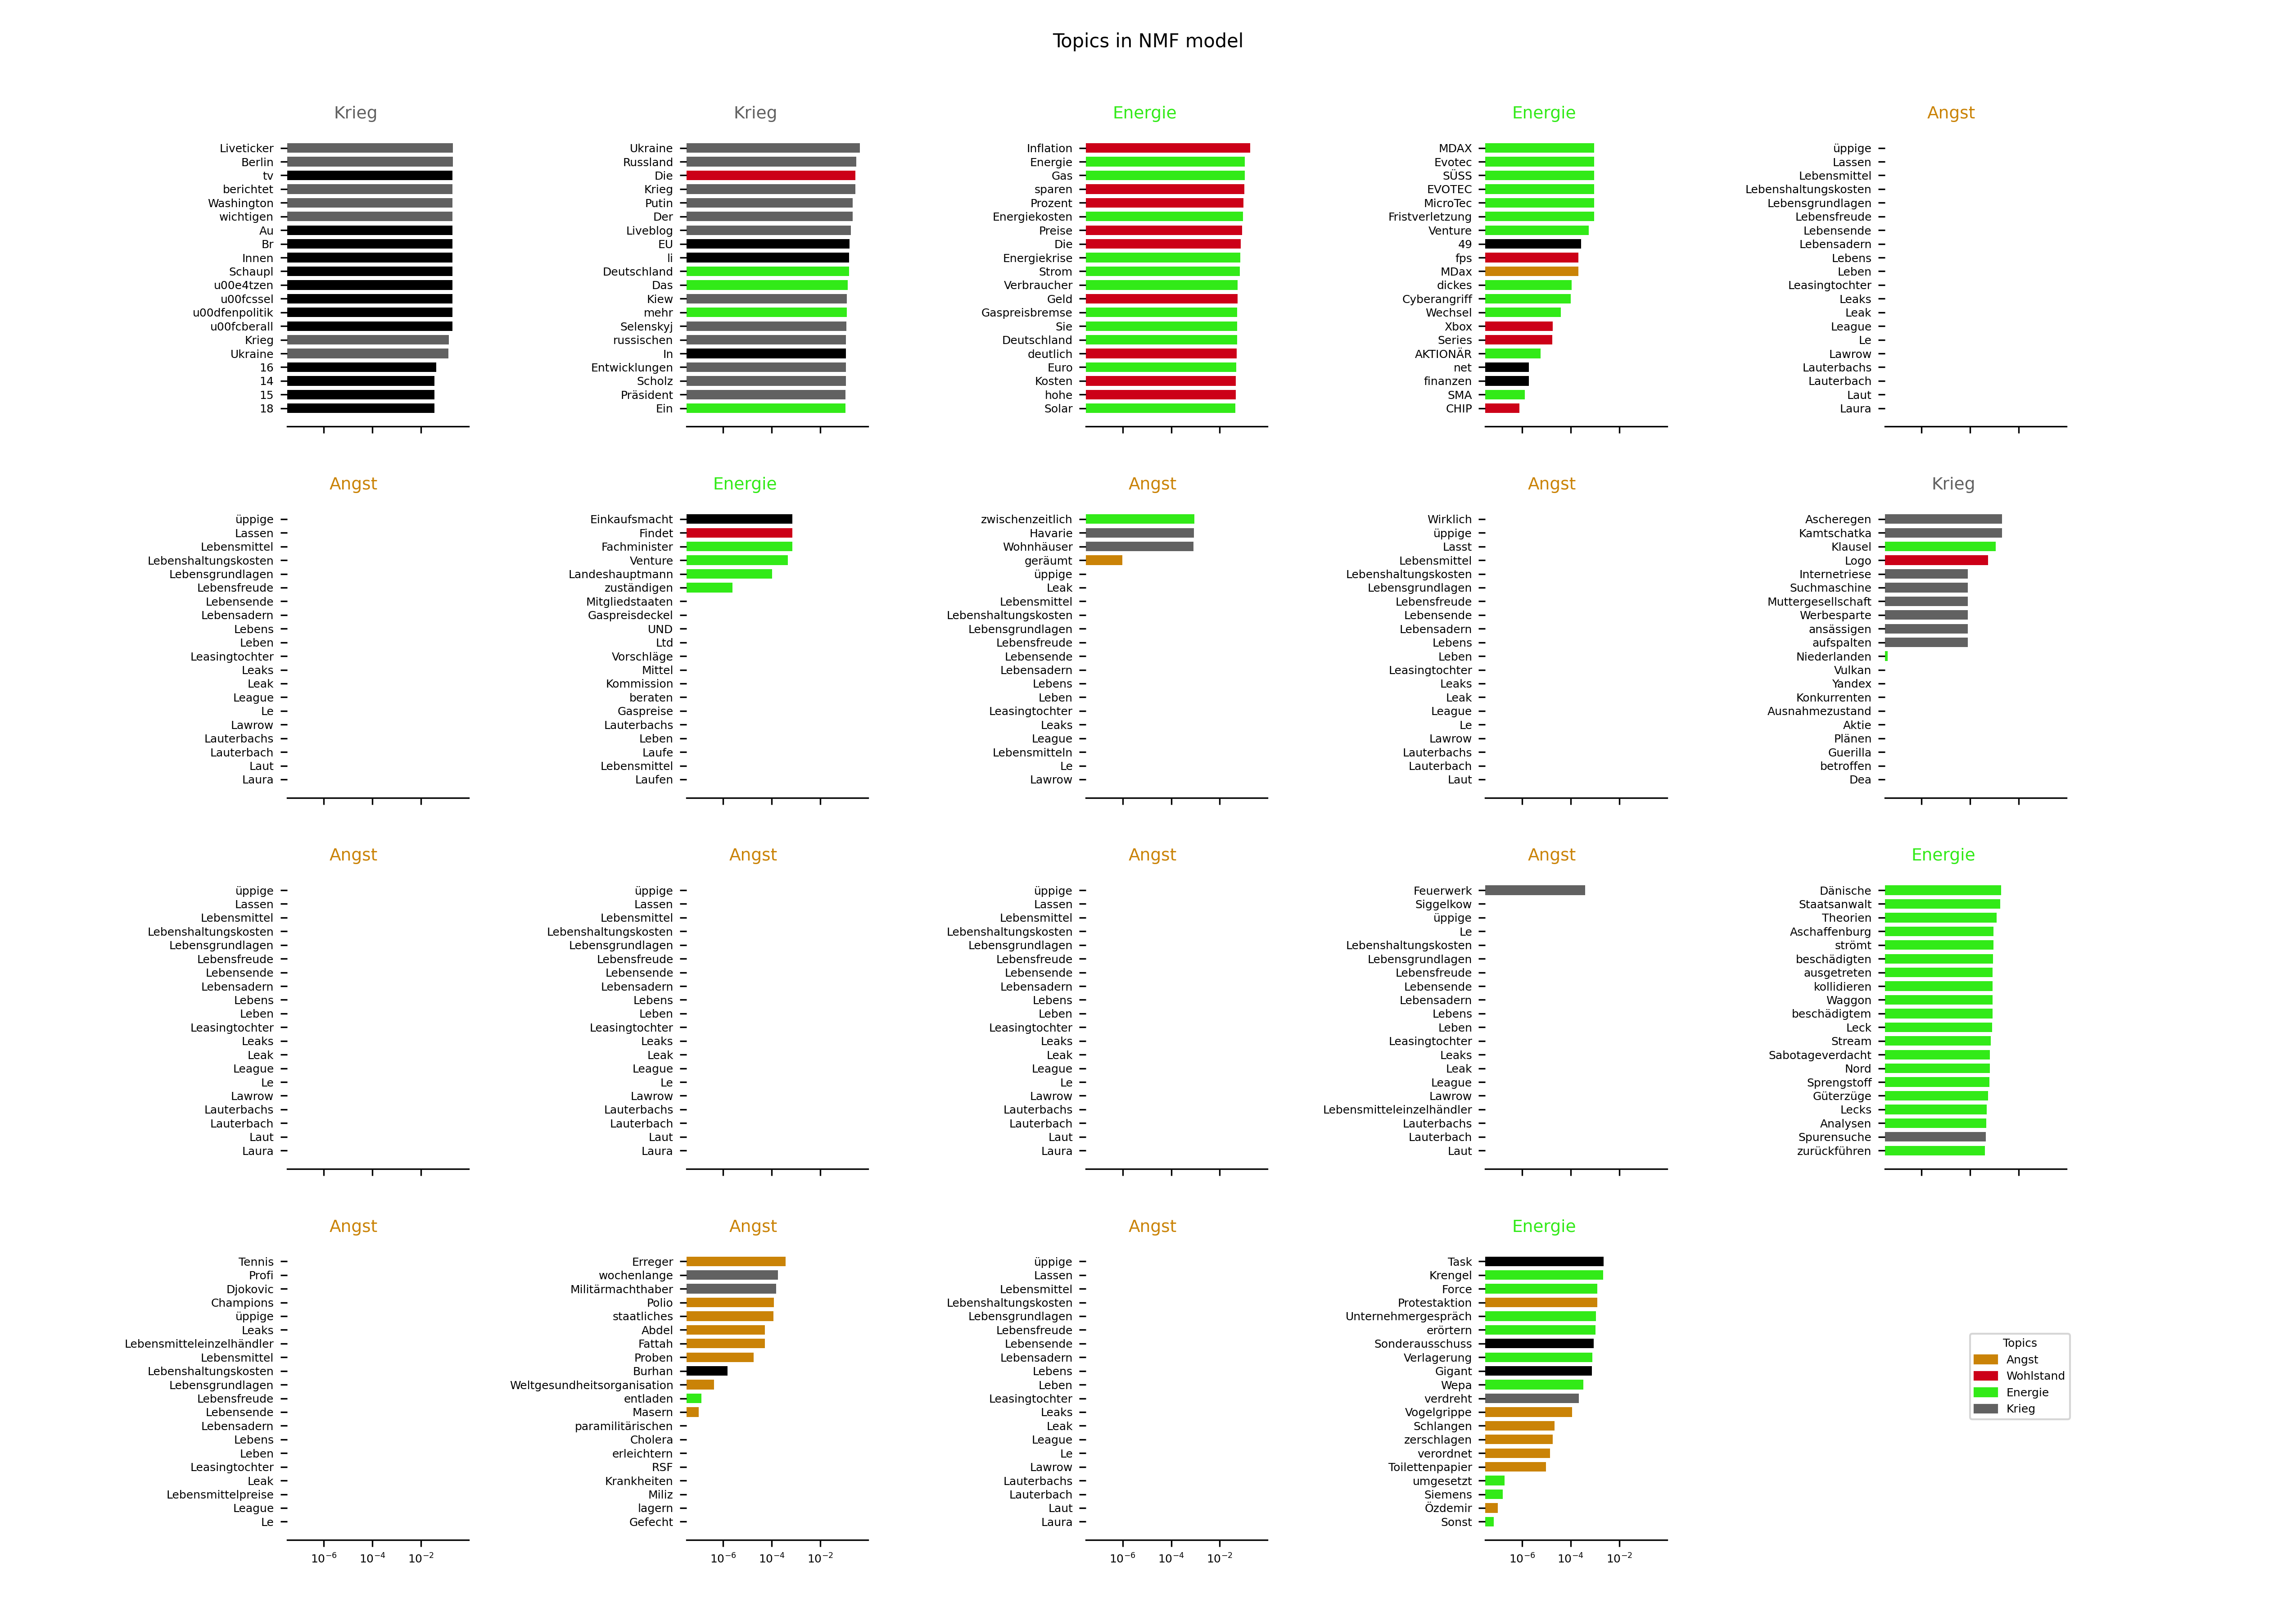 Topics in NMF model
Krieg
Liveticker
Berlin
tv
berichtet
Washington
wichtigen
Au
Br
Innen
Schaupl
u00e4tzen
u00fcssel
u00dfenpolitik
u00fcberall
Krieg
Ukraine
16
14
15
18
Krieg
Ukraine
Russland
Die
Krieg
Putin
Der
Liveblog
EU
li
Deutschland
Das
Kiew
mehr
Selenskyj
russischen
In
Entwicklungen
Scholz
Präsident
Ein
Energie
Inflation
Energie
Gas
sparen
Prozent
Energiekosten
Preise
Die
Energiekrise
Strom
Verbraucher
Geld
Gaspreisbremse
Sie
Deutschland
deutlich
Euro
Kosten
hohe
Solar
Energie
MDAX
Evotec
SÜSS
EVOTEC
MicroTec
Fristverletzung
Venture
49
fps
MDax
dickes
Cyberangriff
Wechsel
Xbox
Series
AKTIONÄR
net
finanzen
SMA
CHIP
Angst
üppige
Lassen
Lebensmittel
Lebenshaltungskosten
Lebensgrundlagen
Lebensfreude
Lebensende
Lebensadern
Lebens
Leben
Leasingtochter
Leaks
Leak
League
Le
Lawrow
Lauterbachs
Lauterbach
Laut
Laura
Angst
üppige
Lassen
Lebensmittel
Lebenshaltungskosten
Lebensgrundlagen
Lebensfreude
Lebensende
Lebensadern
Lebens
Leben
Leasingtochter
Leaks
Leak
League
Le
Lawrow
Lauterbachs
Lauterbach
Laut
Laura
Energie
Einkaufsmacht
Findet
Fachminister
Venture
Landeshauptmann
zuständigen
Mitgliedstaaten
Gaspreisdeckel
UND
Ltd
Vorschläge
Mittel
Kommission
beraten
Gaspreise
Lauterbachs
Leben
Laufe
Lebensmittel
Laufen
Angst
zwischenzeitlich
Havarie
Wohnhäuser
geräumt
üppige
Leak
Lebensmittel
Lebenshaltungskosten
Lebensgrundlagen
Lebensfreude
Lebensende
Lebensadern
Lebens
Leben
Leasingtochter
Leaks
League
Lebensmitteln
Le
Lawrow
Angst
Wirklich
üppige
Lasst
Lebensmittel
Lebenshaltungskosten
Lebensgrundlagen
Lebensfreude
Lebensende
Lebensadern
Lebens
Leben
Leasingtochter
Leaks
Leak
League
Le
Lawrow
Lauterbachs
Lauterbach
Laut
Krieg
Ascheregen
Kamtschatka
Klausel
Logo
Internetriese
Suchmaschine
Muttergesellschaft
Werbesparte
ansässigen
aufspalten
Niederlanden
Vulkan
Yandex
Konkurrenten
Ausnahmezustand
Aktie
Plänen
Guerilla
betroffen
Dea
Angst
üppige
Lassen
Lebensmittel
Lebenshaltungskosten
Lebensgrundlagen
Lebensfreude
Lebensende
Lebensadern
Lebens
Leben
Leasingtochter
Leaks
Leak
League
Le
Lawrow
Lauterbachs
Lauterbach
Laut
Laura
Angst
üppige
Lassen
Lebensmittel
Lebenshaltungskosten
Lebensgrundlagen
Lebensfreude
Lebensende
Lebensadern
Lebens
Leben
Leasingtochter
Leaks
Leak
League
Le
Lawrow
Lauterbachs
Lauterbach
Laut
Laura
Angst
üppige
Lassen
Lebensmittel
Lebenshaltungskosten
Lebensgrundlagen
Lebensfreude
Lebensende
Lebensadern
Lebens
Leben
Leasingtochter
Leaks
Leak
League
Le
Lawrow
Lauterbachs
Lauterbach
Laut
Laura
Angst
Feuerwerk
Siggelkow
üppige
Le
Lebenshaltungskosten
Lebensgrundlagen
Lebensfreude
Lebensende
Lebensadern
Lebens
Leben
Leasingtochter
Leaks
Leak
League
Lawrow
Lebensmitteleinzelhändler
Lauterbachs
Lauterbach
Laut
Energie
Dänische
Staatsanwalt
Theorien
Aschaffenburg
strömt
beschädigten
ausgetreten
kollidieren
Waggon
beschädigtem
Leck
Stream
Sabotageverdacht
Nord
Sprengstoff
Güterzüge
Lecks
Analysen
Spurensuche
zurückführen
Angst
Tennis
Profi
Djokovic
Champions
üppige
Leaks
Lebensmitteleinzelhändler
Lebensmittel
Lebenshaltungskosten
Lebensgrundlagen
Lebensfreude
Lebensende
Lebensadern
Lebens
Leben
Leasingtochter
Leak
Lebensmittelpreise
League
Le
10⁻⁶ 10⁻⁴ 10⁻²
Angst
Erreger
wochenlange
Militärmachthaber
Polio
staatliches
Abdel
Fattah
Proben
Burhan
Weltgesundheitsorganisation
entladen
Masern
paramilitärischen
Cholera
erleichtern
RSF
Krankheiten
Miliz
lagern
Gefecht
10⁻⁶ 10⁻⁴ 10⁻²
Angst
üppige
Lassen
Lebensmittel
Lebenshaltungskosten
Lebensgrundlagen
Lebensfreude
Lebensende
Lebensadern
Lebens
Leben
Leasingtochter
Leaks
Leak
League
Le
Lawrow
Lauterbachs
Lauterbach
Laut
Laura
10⁻⁶ 10⁻⁴ 10⁻²
Energie
Task
Krengel
Force
Protestaktion
Unternehmergespräch
erörtern
Sonderausschuss
Verlagerung
Gigant
Wepa
verdreht
Vogelgrippe
Schlangen
zerschlagen
verordnet
Toilettenpapier
umgesetzt
Siemens
Özdemir
Sonst
10⁻⁶ 10⁻⁴ 10⁻²
Topics
Angst
Wohlstand
Energie
Krieg